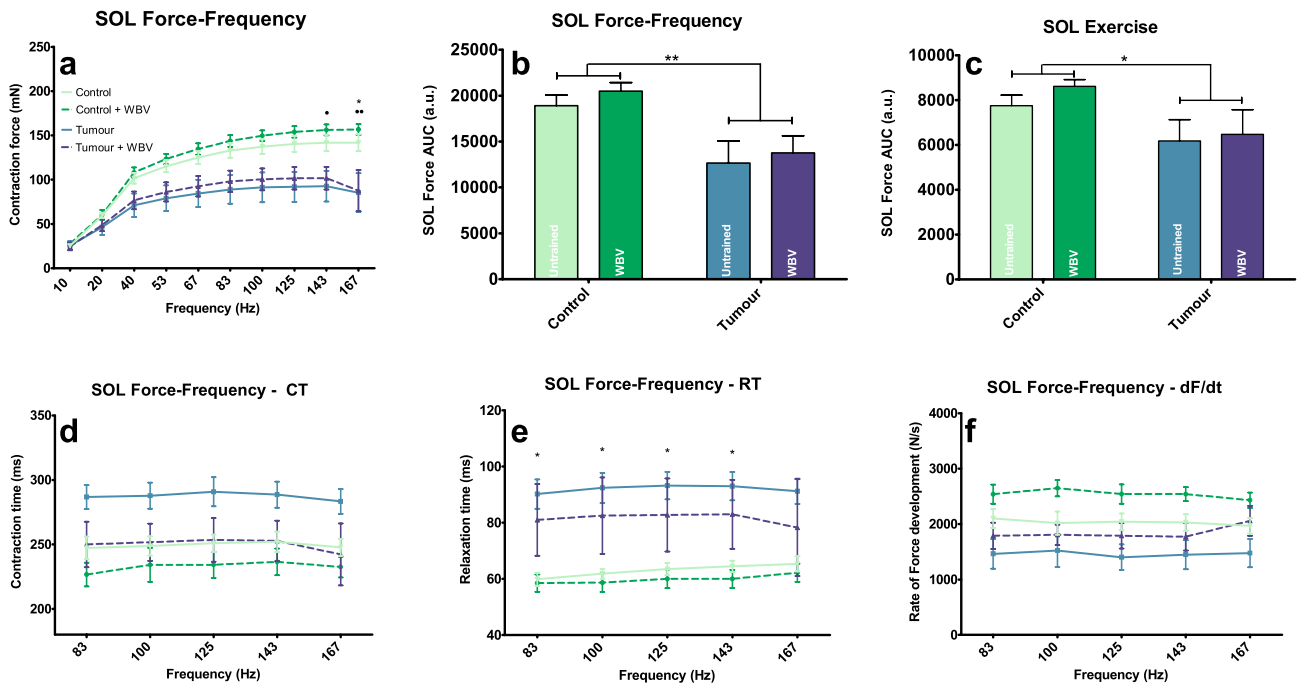 SOL Force-Frequency
a
Contraction force (mN)
250
200
150
100
50
0
Control
Control + WBV
Tumour
Tumour + WBV
•
*
••
10
20
40
53
67
83
100
125
143
167
Frequency (Hz)
SOL Force-Frequency
b
SOL Force AUC (a.u.)
25000
20000
15000
10000
5000
0
**
Untrained
WBV
Untrained
WBV
Control
Tumour
SOL Exercise
c
SOL Force AUC (a.u.)
10000
8000
6000
4000
2000
0
*
Untrained
WBV
Untrained
WBV
Control
Tumour
SOL Force-Frequency - CT
d
Contraction time (ms)
350
300
250
200
83
100
125
143
167
Frequency (Hz)
SOL Force-Frequency - RT
e
Relaxation time (ms)
120
100
80
60
40
* * * *
83
100
125
143
167
Frequency (Hz)
SOL Force-Frequency - dF/dt
f
Rate of Force development (N/s)
4000
3000
2000
1000
0
83
100
125
143
167
Frequency (Hz)